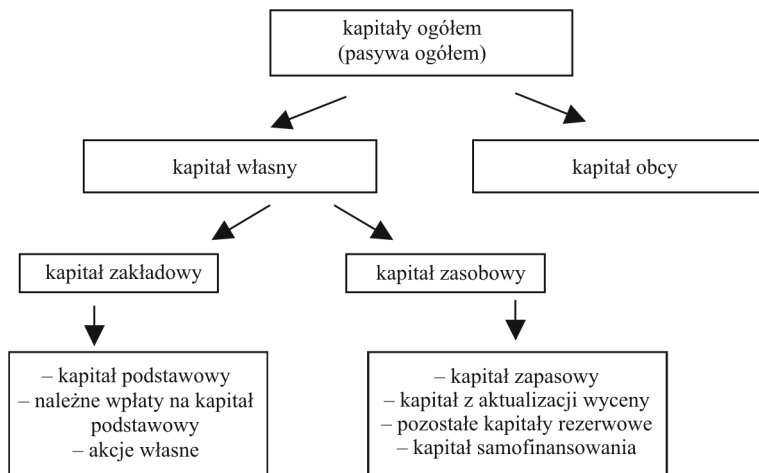 kapitały ogółem
(pasywa ogółem)
kapitał własny
kapitał obcy
kapitał zakładowy
kapitał zasobowy
– kapitał podstawowy
– należne wpłaty na kapitał
podstawowy
– akcje własne
– kapitał zapasowy
– kapitał z aktualizacji wyceny
– pozostałe kapitały rezerwowe
– kapitał samofinansowania